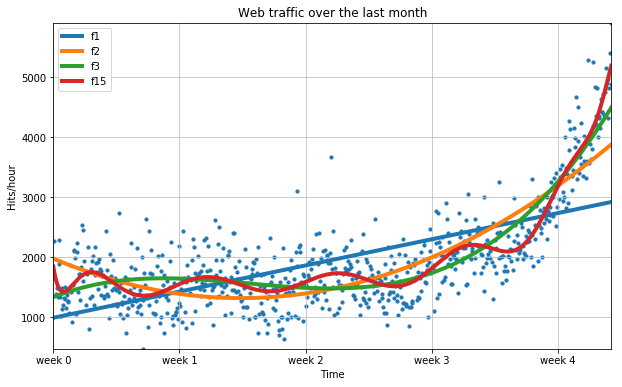 Web traffic over the last month
f1
f2
f3
f15
5000
4000
3000
2000
1000
Hits/hour
week 0 week 1 week 2 week 3 week 4
Time